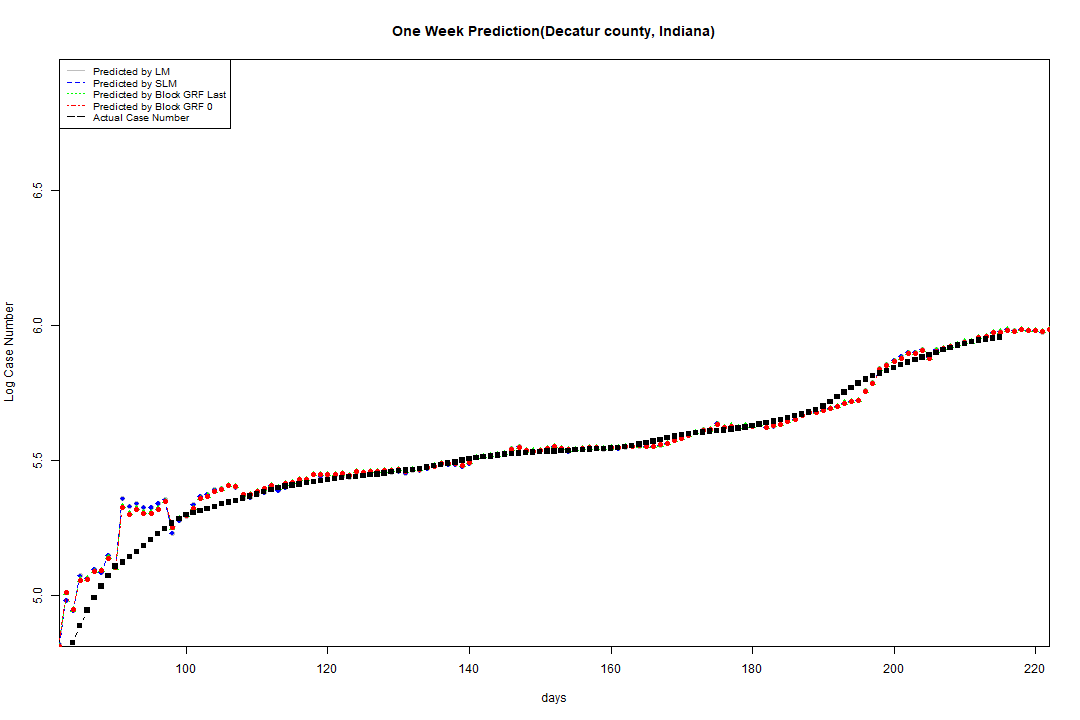 One Week Prediction(Decatur county, Indiana)
Predicted by LM
Predicted by SLM
Predicted by Block GRF Last
Predicted by Block GRF 0
Actual Case Number
6.5
6.0
5.5
5.0
Log Case Number
100 120 140 160 180 200 220
days